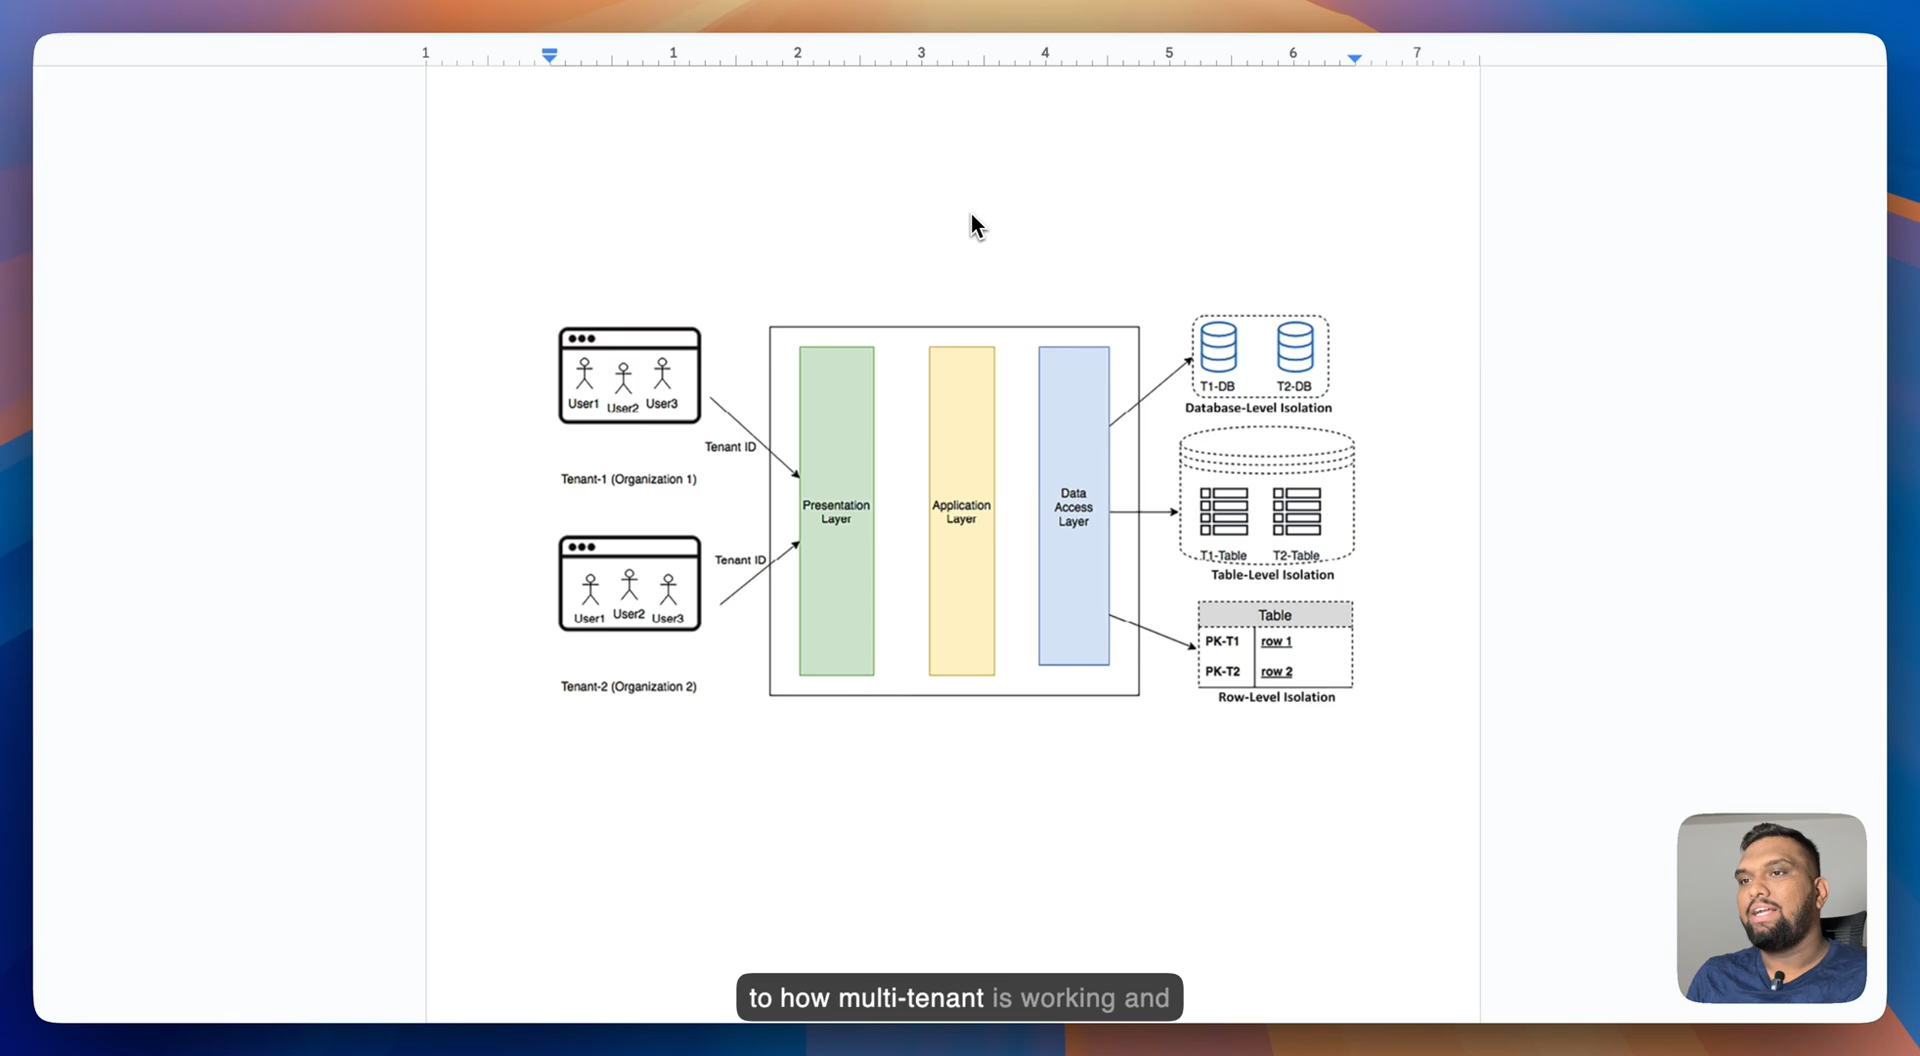 1 1 2 3 4 5 6 7
User1 User2 User3
Tenant ID
Tenant-1 (Organization 1)
User1 User2 User3
Tenant ID
Tenant-2 (Organization 2)
Presentation
Layer
Application
Layer
Data
Access
Layer
T1-DB T2-DB
Database-Level Isolation
T1-Table T2-Table
Table-Level Isolation
Table
PK-T1 row 1
PK-T2 row 2
Row-Level Isolation
to how multi-tenant is working and